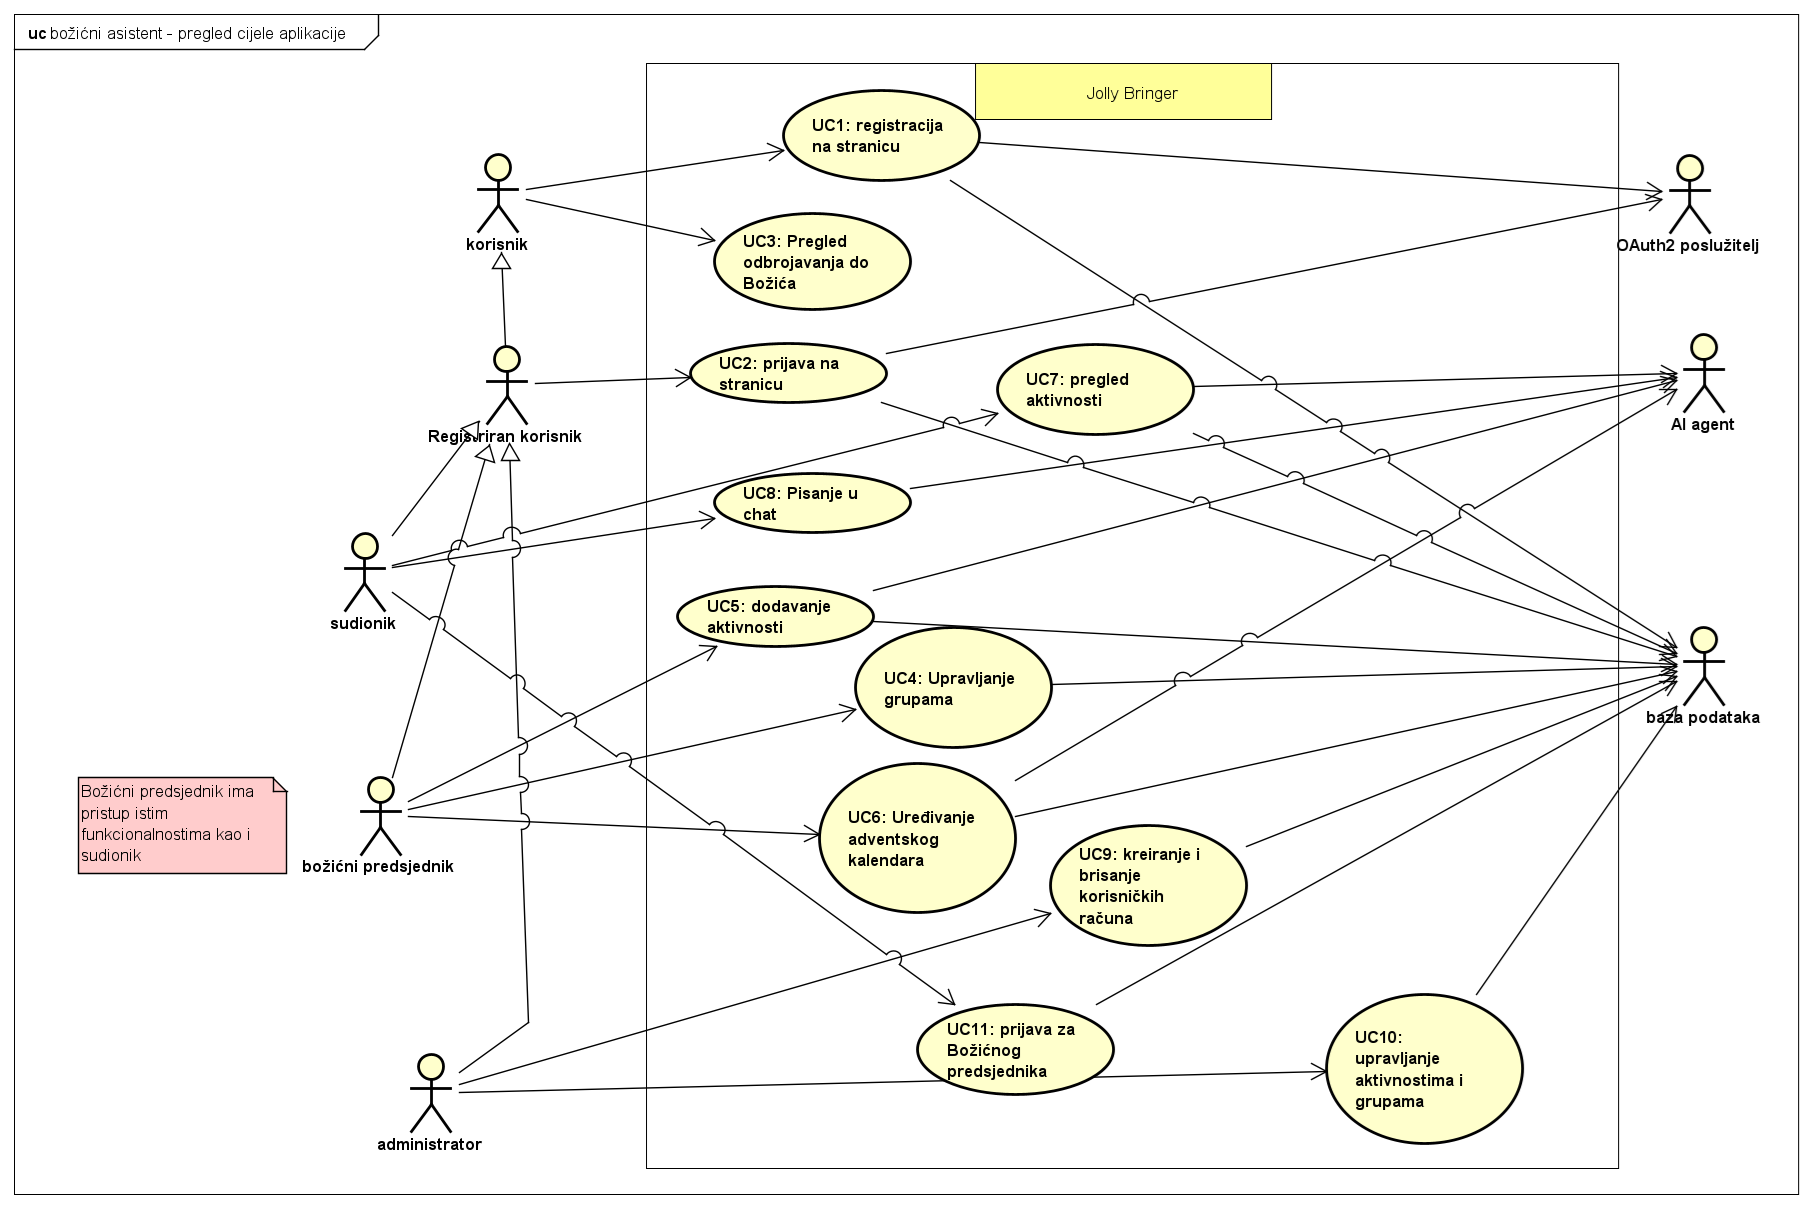 uc božićni asistent - pregled cijele aplikacije
Jolly Bringer
UC1: registracija
na stranicu
korisnik
OAuth2 poslužitelj
UC3: Pregled
odbrojavanja do
Božića
UC2: prijava na
stranicu
UC7: pregled
aktivnosti
AI agent
Registriran korisnik
UC8: Pisanje u
chat
sudionik
UC5: dodavanje
aktivnosti
UC4: Upravljanje
grupama
baza podataka
Božićni predsjednik ima
pristup istim
funkcionalnostima kao i
sudionik
božićni predsjednik
UC6: Uređivanje
adventskog
kalendara
UC9: kreiranje i
brisanje
korisničkih
računa
UC11: prijava za
Božićnog
predsjednika
UC10:
upravljanje
aktivnostima i
grupama
administrator